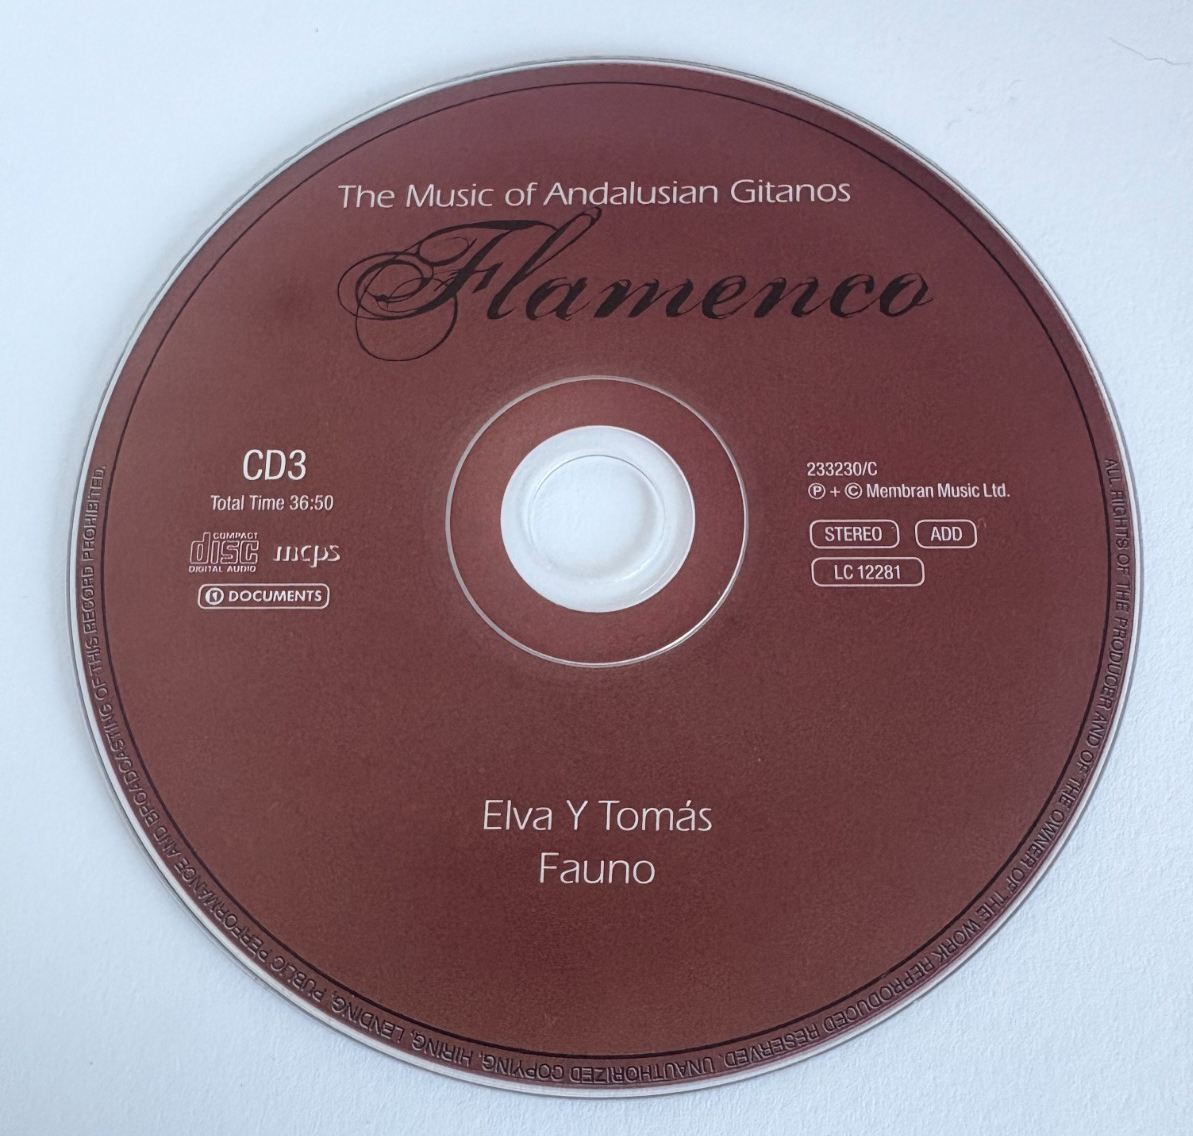 The Music of Andalusian Gitanos
Flamenco
CD3
Total Time 36:50
COMPACT
disc
DIGITAL AUDIO
mcps
DOCUMENTS
233230/C
℗ + © Membran Music Ltd.
STEREO
ADD
LC 12281
Elva Y Tomás
Fauno
ALL RIGHTS OF THE PRODUCER AND OF THE OWNER OF THE WORK REPRODUCED RESERVED. UNAUTHORIZED COPYING, HIRING, LENDING, PUBLIC PERFORMANCE AND BROADCASTING OF THIS RECORD PROHIBITED.